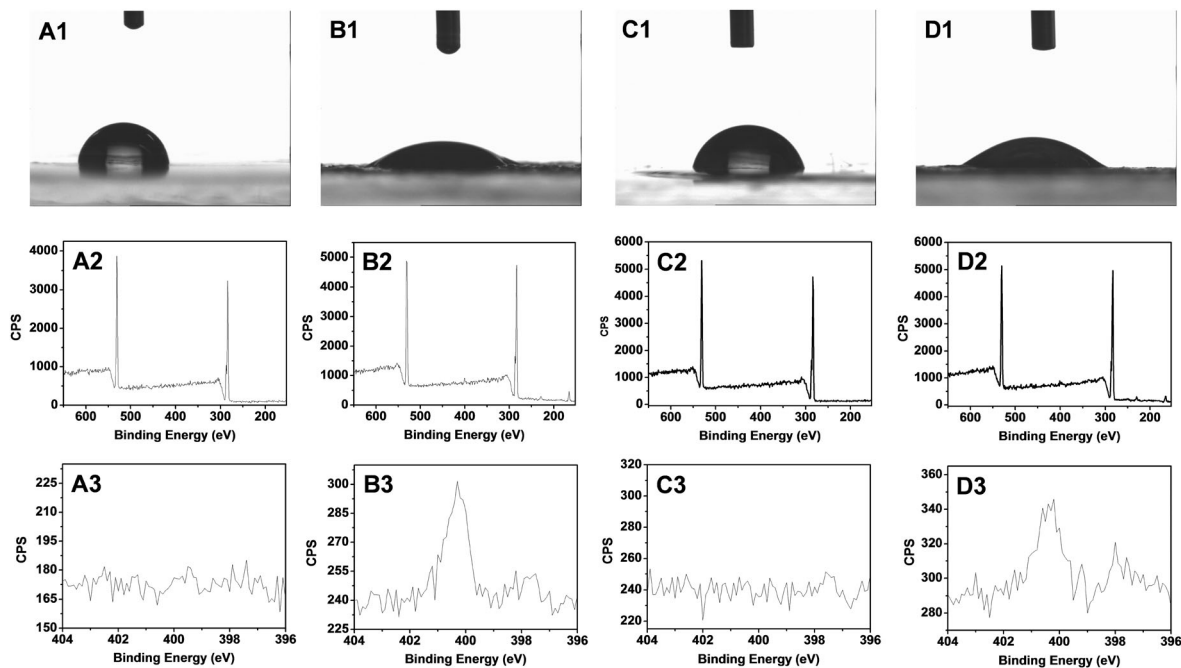 A1
B1
C1
D1
A2
4000
3000
2000
1000
0
CPS
600 500 400 300 200
Binding Energy (eV)
B2
5000
4000
3000
2000
1000
0
CPS
600 500 400 300 200
Binding Energy (eV)
C2
6000
5000
4000
3000
2000
1000
0
CPS
600 500 400 300 200
Binding Energy (eV)
D2
6000
5000
4000
3000
2000
1000
0
CPS
600 500 400 300 200
Binding Energy (eV)
A3
225
210
195
180
165
150
CPS
404 402 400 398 396
Binding Energy (eV)
B3
300
285
270
255
240
225
CPS
404 402 400 398 396
Binding Energy (eV)
C3
320
300
280
260
240
220
CPS
404 402 400 398 396
Binding Energy (eV)
D3
360
340
320
300
280
CPS
404 402 400 398 396
Binding Energy (eV)